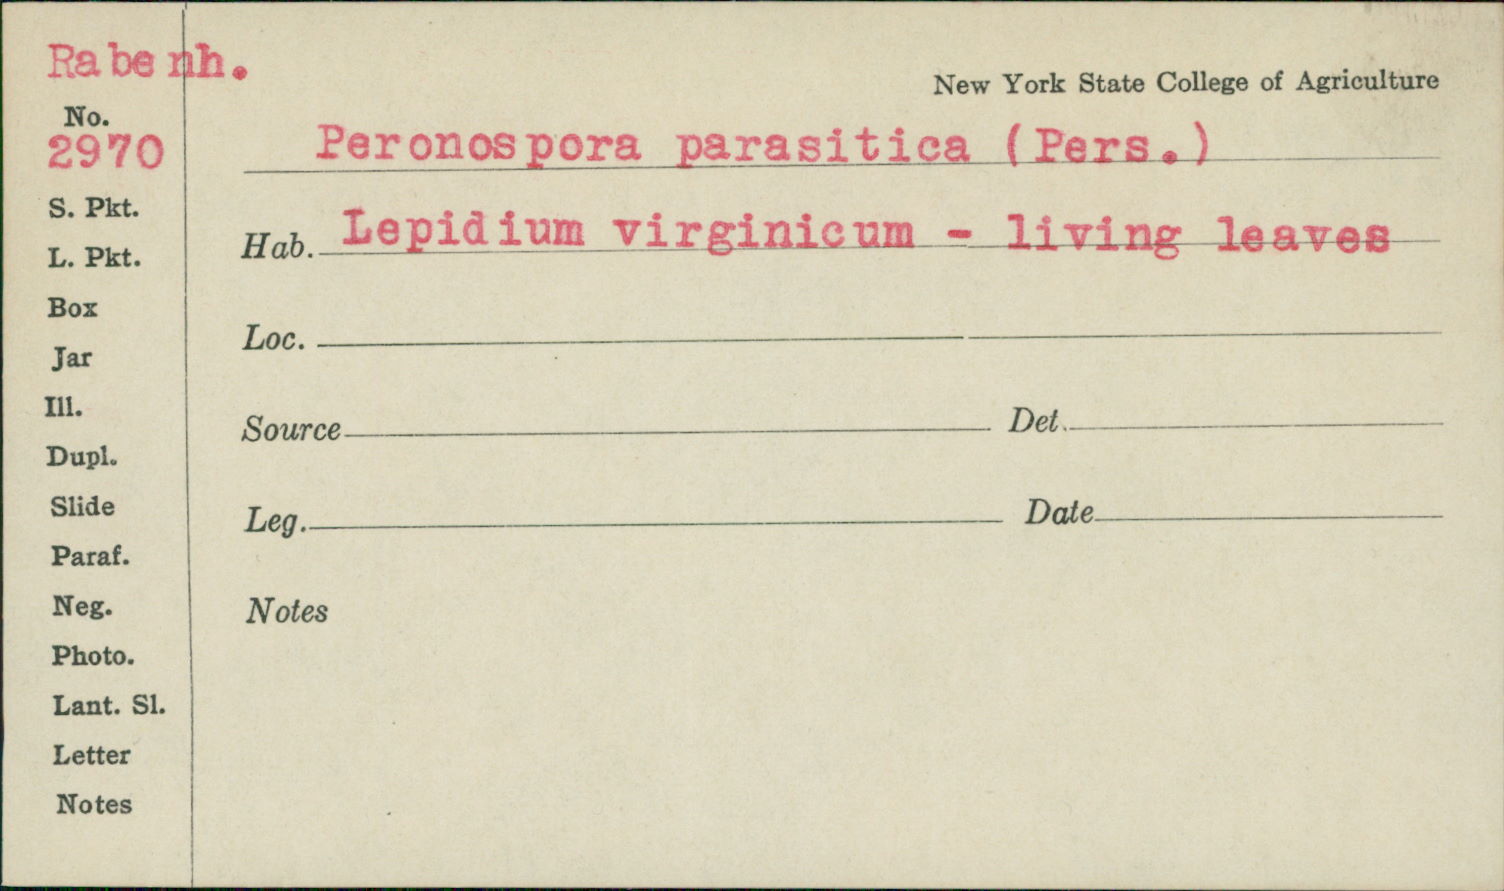 Rabenh.
New York State College of Agriculture
No.
2970
Peronospora parasitica (Pers.)
S. Pkt.
Hab. Lepidium virginicum - living leaves
L. Pkt.
Box
Loc.
Jar
Ill.
Source Det.
Dupl.
Slide
Leg. Date
Paraf.
Neg.
Notes
Photo.
Lant. Sl.
Letter
Notes